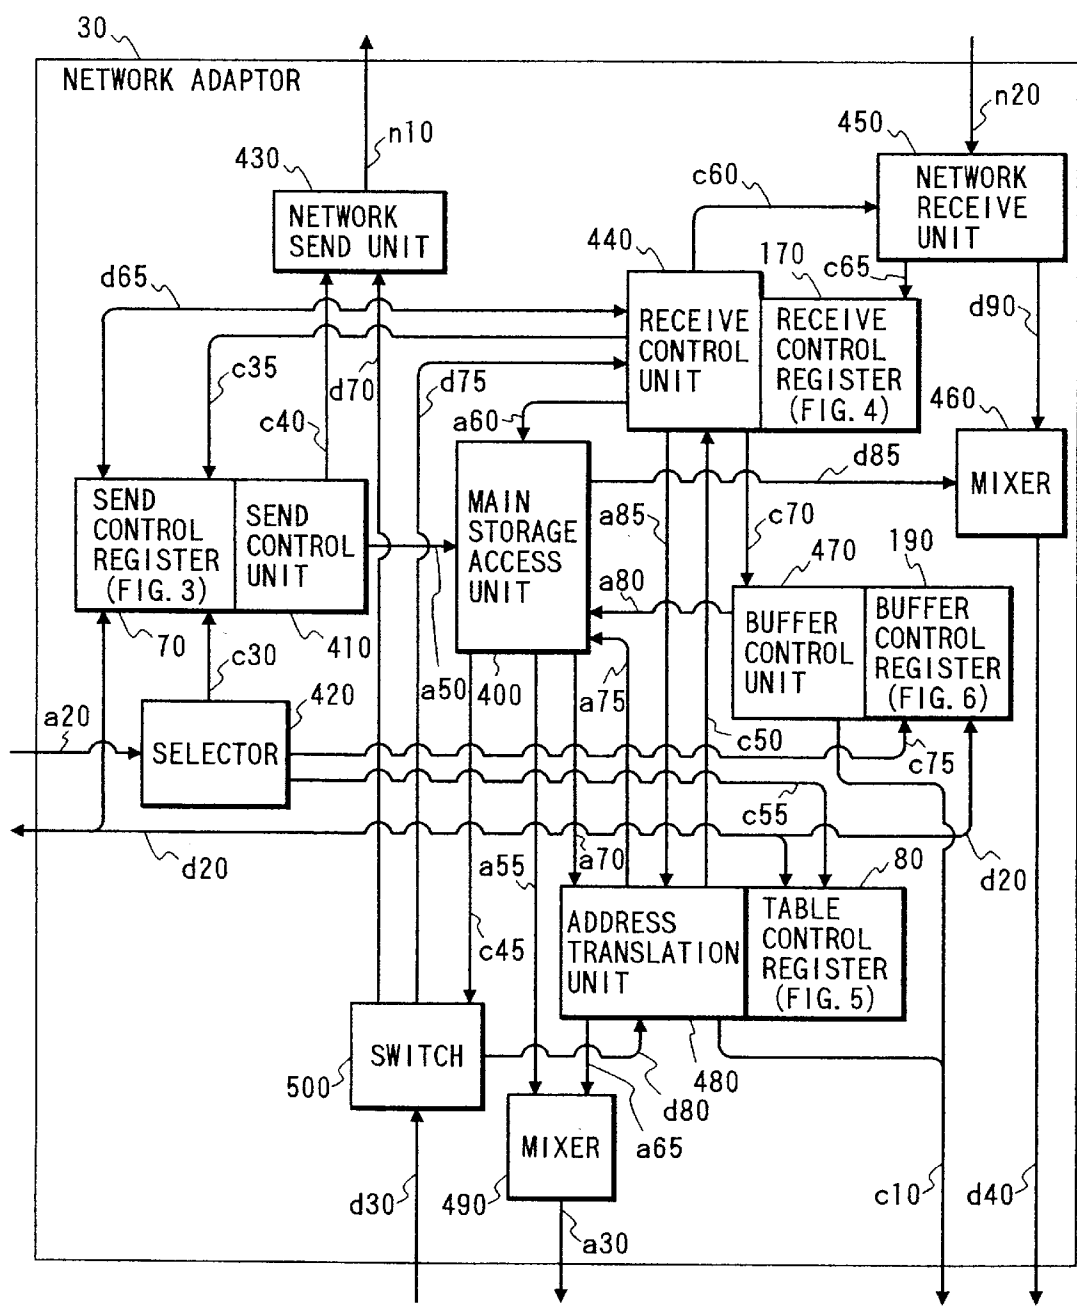 30
NETWORK ADAPTOR
n10
n20
430
450
NETWORK
SEND UNIT
c60
NETWORK
RECEIVE
UNIT
440
170
c65
d65
d90
RECEIVE
CONTROL
UNIT
RECEIVE
CONTROL
REGISTER
(FIG. 4)
c35
d70
d75
c40
a60
460
d85
MIXER
SEND
CONTROL
REGISTER
(FIG. 3)
SEND
CONTROL
UNIT
MAIN
STORAGE
ACCESS
UNIT
a85
c70
470
190
a80
BUFFER
CONTROL
UNIT
BUFFER
CONTROL
REGISTER
(FIG. 6)
70
410
c30
a50
400
a75
420
a20
SELECTOR
c50
c75
c55
d20
a55
a70
80
d20
ADDRESS
TRANSLATION
UNIT
TABLE
CONTROL
REGISTER
(FIG. 5)
c45
SWITCH
500
480
d80
a65
MIXER
d30
490
c10
d40
a30